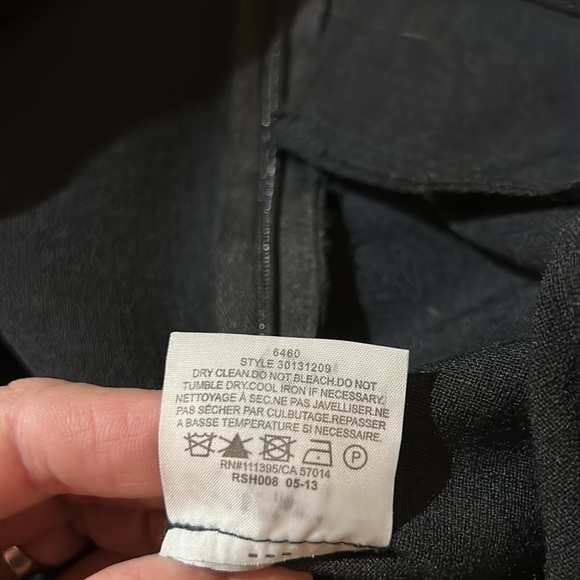 6460
STYLE 30131209
DRY CLEAN.DO NOT BLEACH.DO NOT
TUMBLE DRY.COOL IRON IF NECESSARY.
NETTOYAGE À SEC.NE PAS JAVELLISER.NE
PAS SÉCHER PAR CULBUTAGE.REPASSER
A BASSE TEMPERATURE SI NECESSAIRE.
P
RN#111395/CA 57014
RSH008 05-13